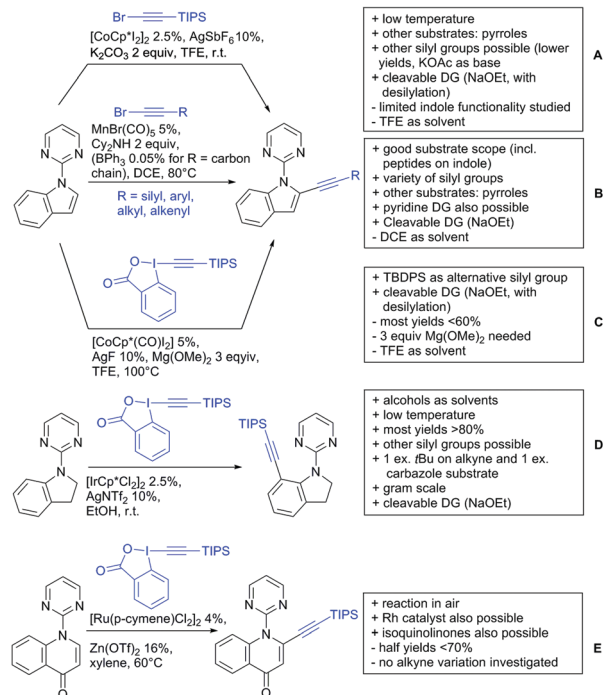 Br
TIPS
[CoCp*I₂]₂ 2.5%, AgSbF₆ 10%,
K₂CO₃ 2 equiv, TFE, r.t.
+ low temperature
+ other substrates: pyrroles
+ other silyl groups possible (lower
yields, KOAc as base
+ cleavable DG (NaOEt, with
desilylation)
- limited indole functionality studied
- TFE as solvent
A
N
N
N
Br
R
MnBr(CO)₅ 5%,
Cy₂NH 2 equiv,
(BPh₃ 0.05% for R = carbon
chain), DCE, 80°C
R = silyl, aryl,
alkyl, alkenyl
N
N
N
R
+ good substrate scope (incl.
peptides on indole)
+ variety of silyl groups
+ other substrates: pyrroles
+ pyridine DG also possible
+ Cleavable DG (NaOEt)
- DCE as solvent
B
O
I
TIPS
O
[CoCp*(CO)I₂] 5%,
AgF 10%, Mg(OMe)₂ 3 eqyiv,
TFE, 100°C
+ TBDPS as alternative silyl group
+ cleavable DG (NaOEt, with
desilylation)
- most yields <60%
- 3 equiv Mg(OMe)₂ needed
- TFE as solvent
C
N
N
N
O
I
TIPS
O
[IrCp*Cl₂]₂ 2.5%,
AgNTf₂ 10%,
EtOH, r.t.
TIPS
N
N
N
+ alcohols as solvents
+ low temperature
+ most yields >80%
+ other silyl groups possible
+ 1 ex. tBu on alkyne and 1 ex.
carbazole substrate
+ gram scale
+ cleavable DG (NaOEt)
D
N
N
N
O
O
I
TIPS
O
[Ru(p-cymene)Cl₂]₂ 4%,
Zn(OTf)₂ 16%,
xylene, 60°C
N
N
N
TIPS
O
+ reaction in air
+ Rh catalyst also possible
+ isoquinolinones also possible
- half yields <70%
- no alkyne variation investigated
E